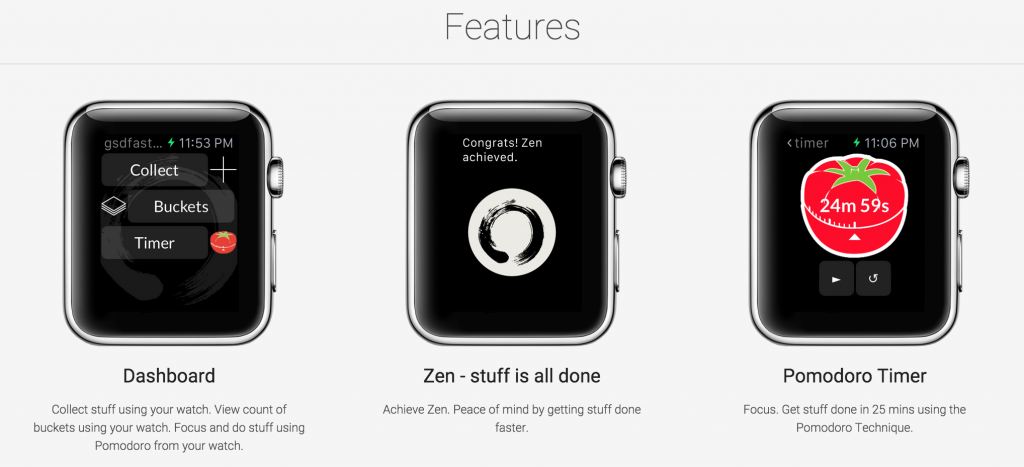 Features
gsdfast... 11:53 PM
Collect
Buckets
Timer
Congrats! Zen
achieved.
‹ timer 11:06 PM
24m 59s
Dashboard
Collect stuff using your watch. View count of
buckets using your watch. Focus and do stuff using
Pomodoro from your watch.
Zen - stuff is all done
Achieve Zen. Peace of mind by getting stuff done
faster.
Pomodoro Timer
Focus. Get stuff done in 25 mins using the
Pomodoro Technique.